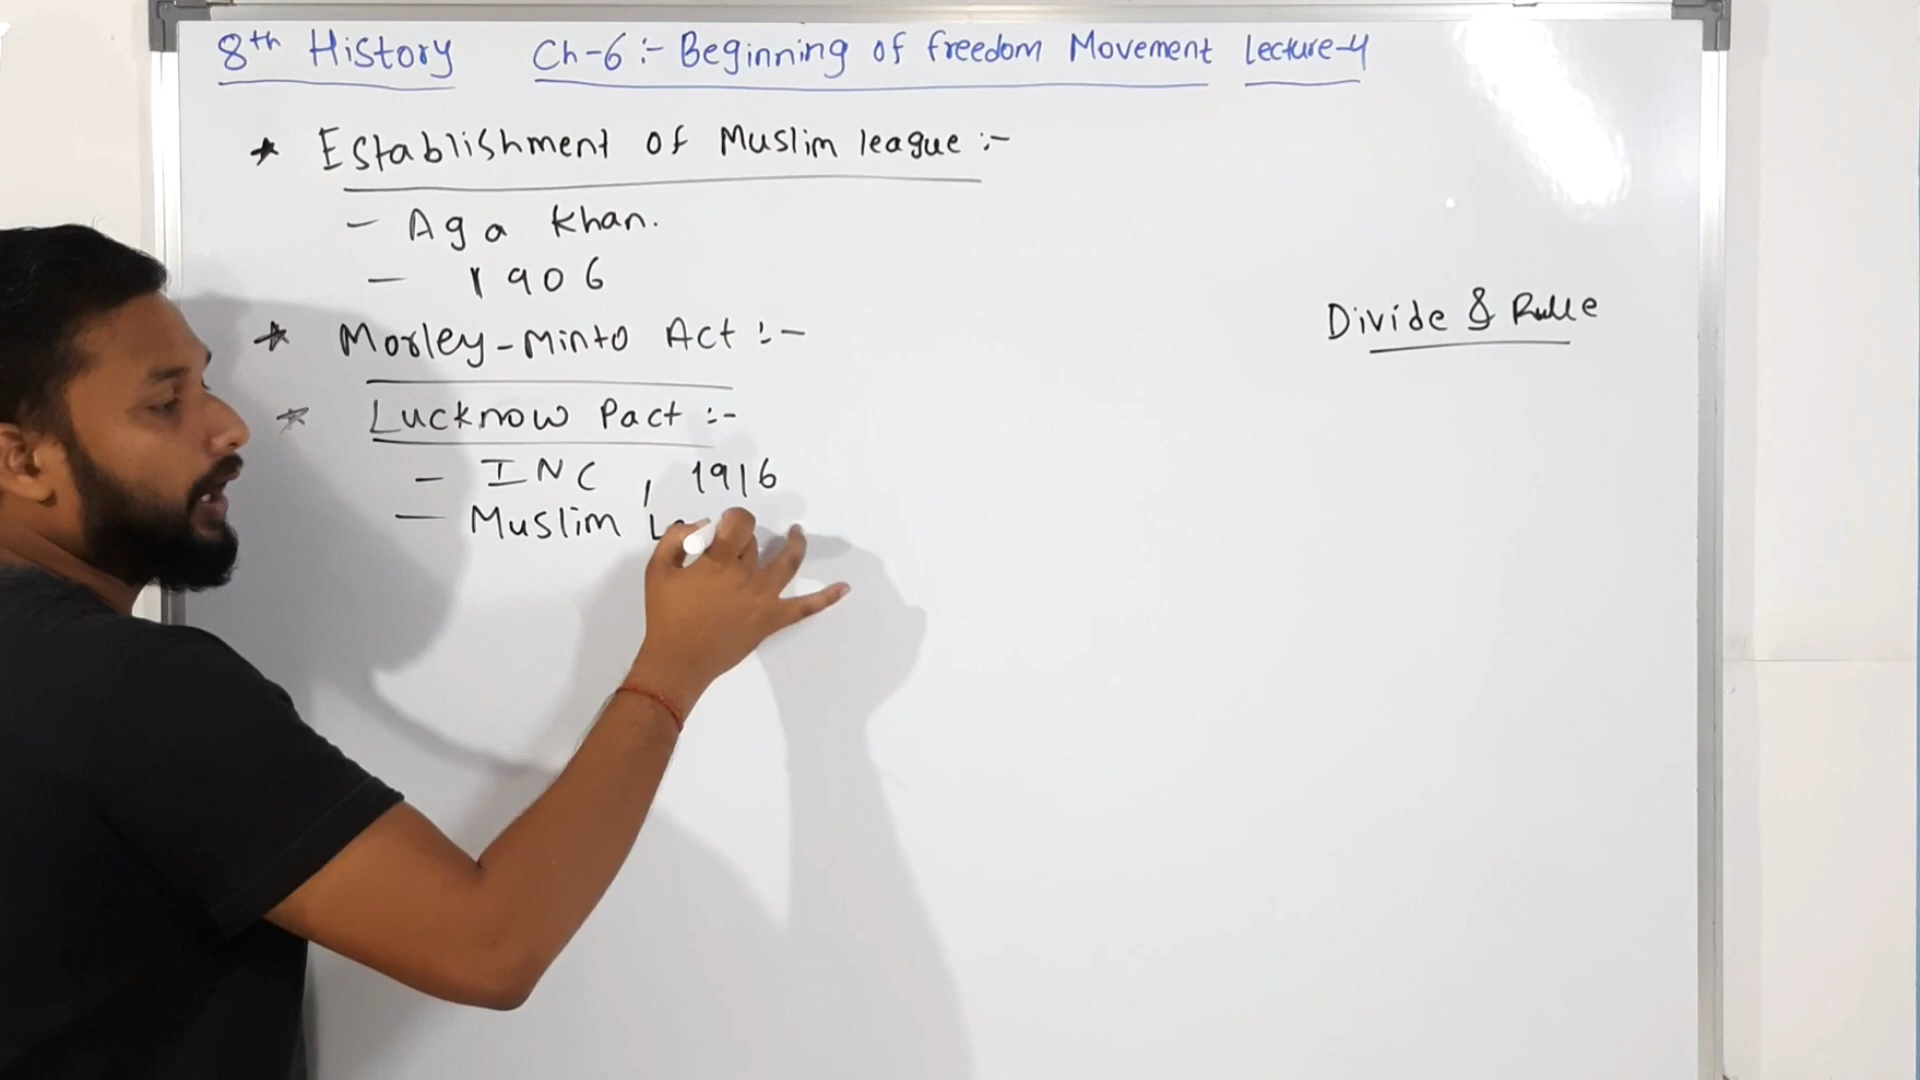 8th History Ch-6 :- Beginning of freedom Movement Lecture-4
* Establishment of Muslim league :-
- Aga Khan.
- 1906
* Morley-Minto Act :-
Divide & Rule
* Lucknow Pact :-
- INC , 1916
- Muslim